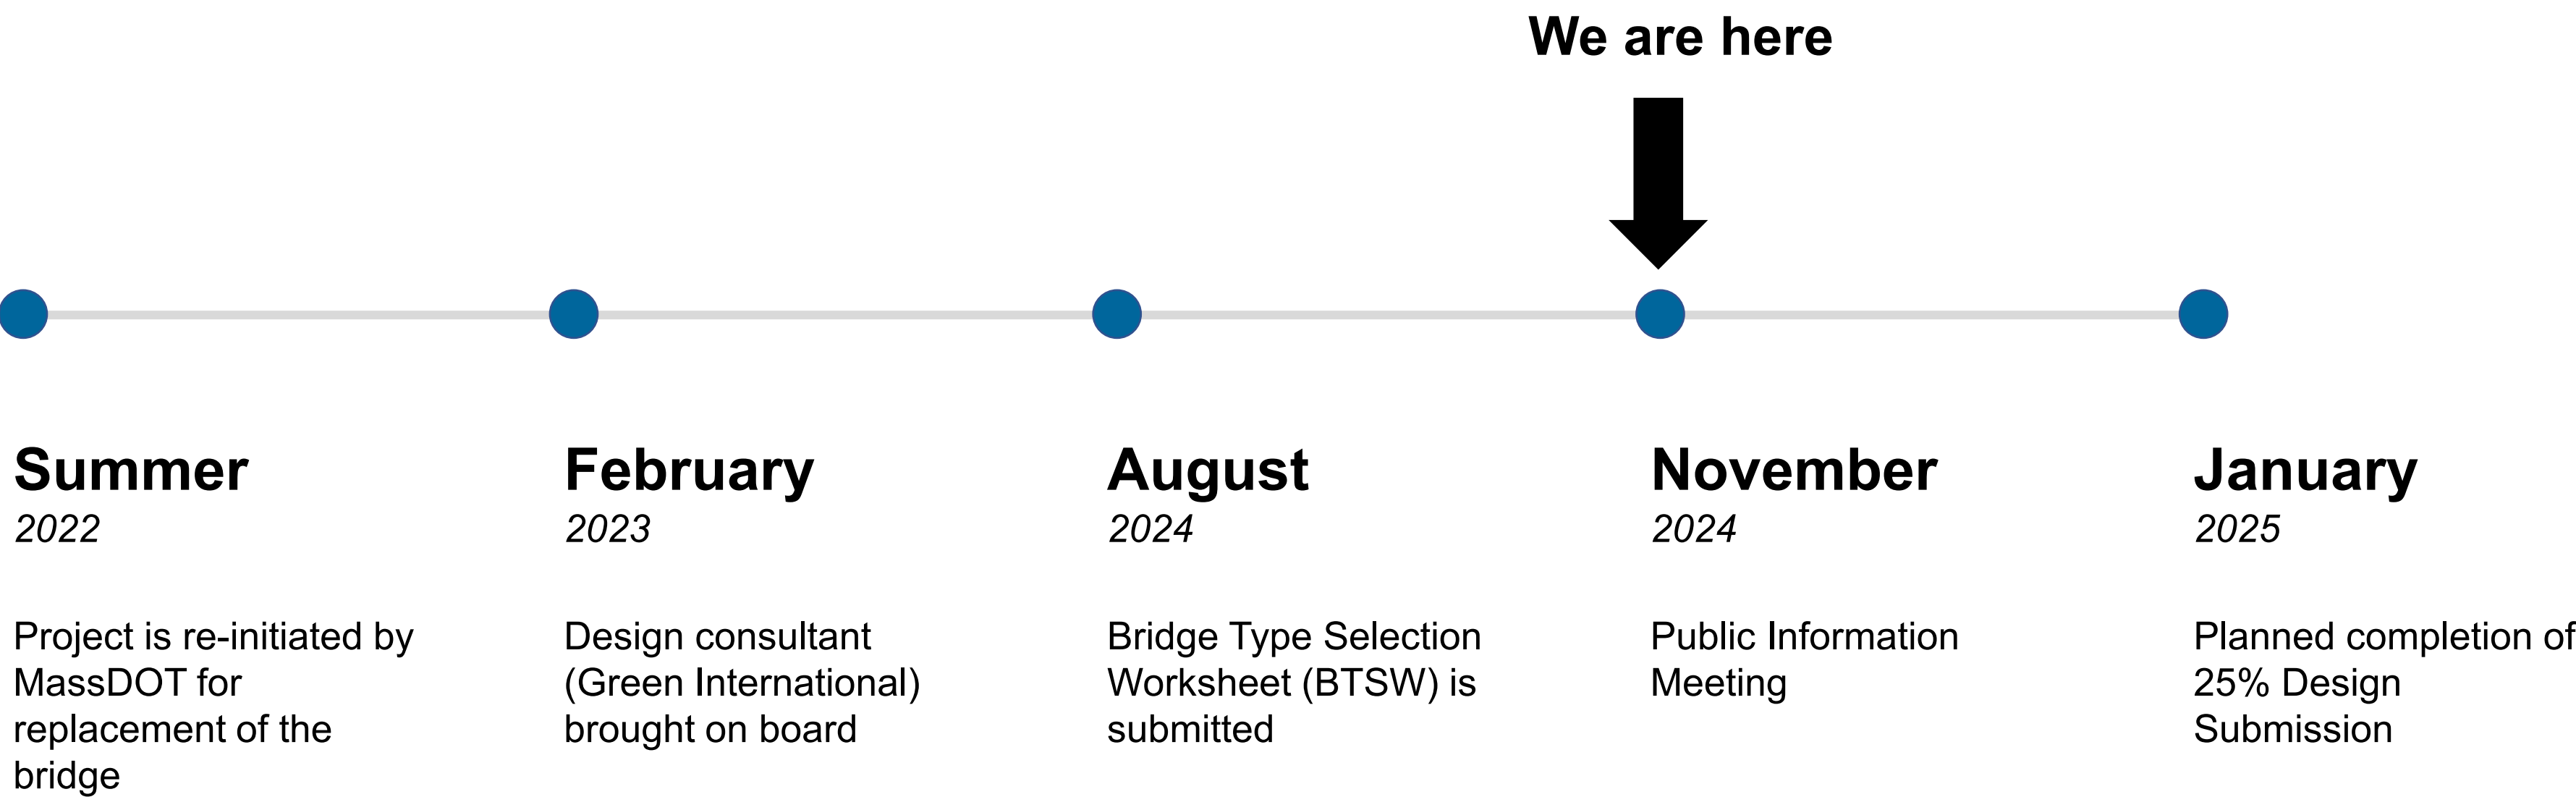 We are here
Summer
2022
Project is re-initiated by
MassDOT for
replacement of the
bridge
February
2023
Design consultant
(Green International)
brought on board
August
2024
Bridge Type Selection
Worksheet (BTSW) is
submitted
November
2024
Public Information
Meeting
January
2025
Planned completion of
25% Design
Submission